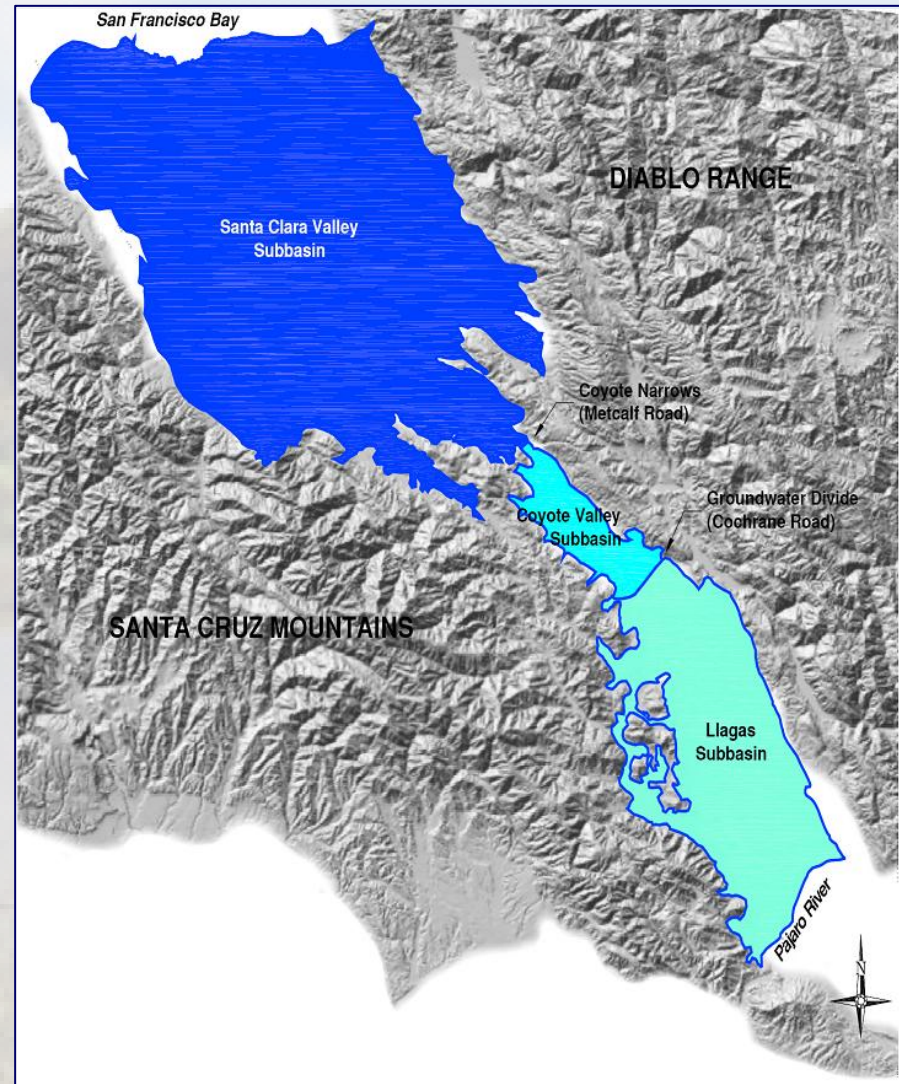 San Francisco Bay
DIABLO RANGE
Santa Clara Valley
Subbasin
Coyote Narrows
(Metcalf Road)
Groundwater Divide
(Cochrane Road)
Coyote Valley
Subbasin
SANTA CRUZ MOUNTAINS
Llagas
Subbasin
Pajaro River
N